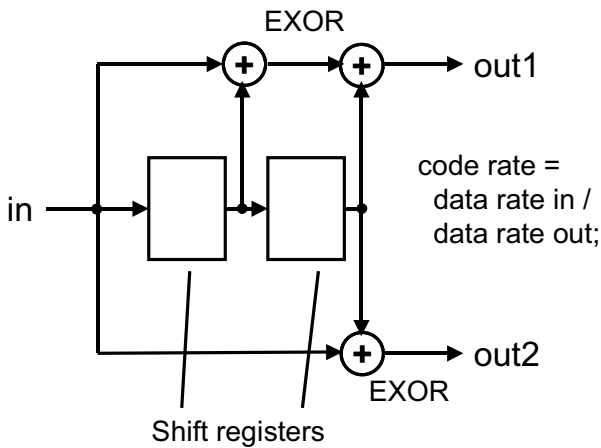 EXOR
+
+
out1
code rate =
data rate in /
data rate out;
in
+
out2
EXOR
Shift registers